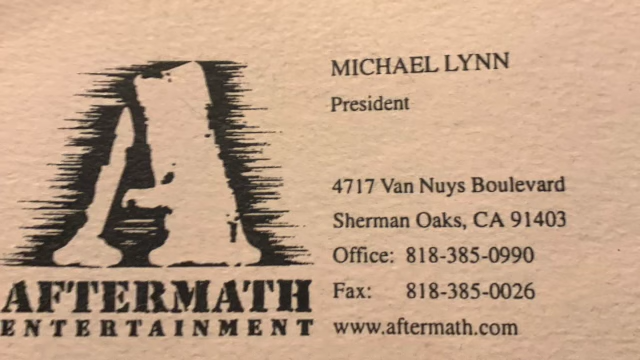 MICHAEL LYNN
President
4717 Van Nuys Boulevard
Sherman Oaks, CA 91403
Office: 818-385-0990
Fax: 818-385-0026
www.aftermath.com
A
AFTERMATH
ENTERTAINMENT